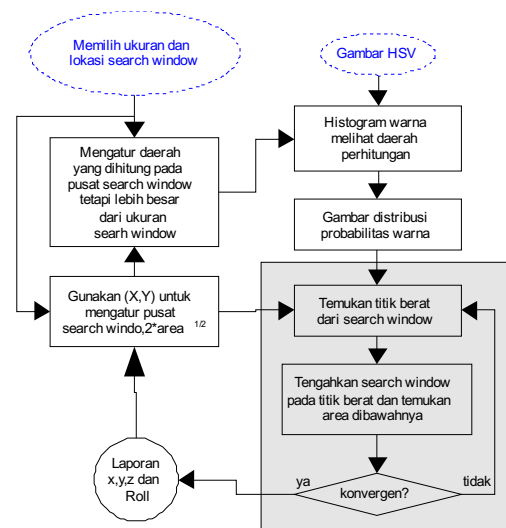 Memilih ukuran dan
lokasi search window
Gambar HSV
Mengatur daerah
yang dihitung pada
pusat search window
tetapi lebih besar
dari ukuran
searh window
Histogram warna
melihat daerah
perhitungan
Gambar distribusi
probabilitas warna
Gunakan (X,Y) untuk
mengatur pusat
search windo,2*area 1/2
Temukan titik berat
dari search window
Tengahkan search window
pada titik berat dan temukan
area dibawahnya
Laporan
x,y,z dan
Roll
ya
konvergen?
tidak